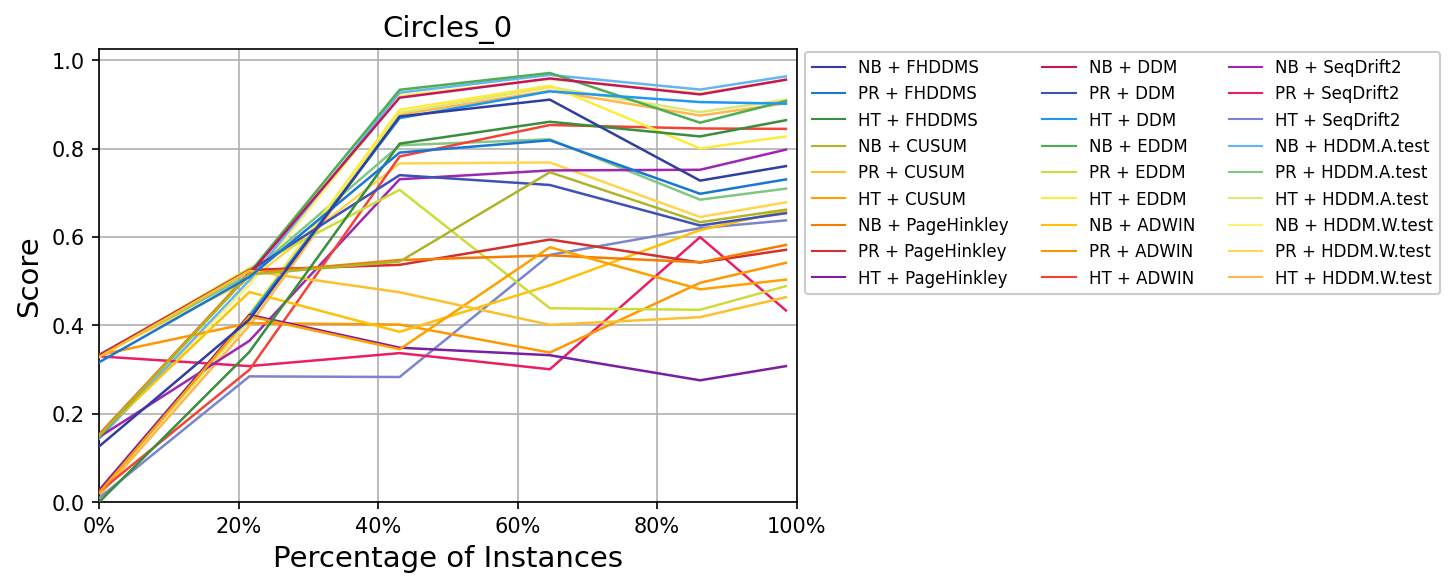 Circles_0
Score
1.0
0.8
0.6
0.4
0.2
0.0
0% 20% 40% 60% 80% 100%
Percentage of Instances
NB + FHDDMS
PR + FHDDMS
HT + FHDDMS
NB + CUSUM
PR + CUSUM
HT + CUSUM
NB + PageHinkley
PR + PageHinkley
HT + PageHinkley
NB + DDM
PR + DDM
HT + DDM
NB + EDDM
PR + EDDM
HT + EDDM
NB + ADWIN
PR + ADWIN
HT + ADWIN
NB + SeqDrift2
PR + SeqDrift2
HT + SeqDrift2
NB + HDDM.A.test
PR + HDDM.A.test
HT + HDDM.A.test
NB + HDDM.W.test
PR + HDDM.W.test
HT + HDDM.W.test